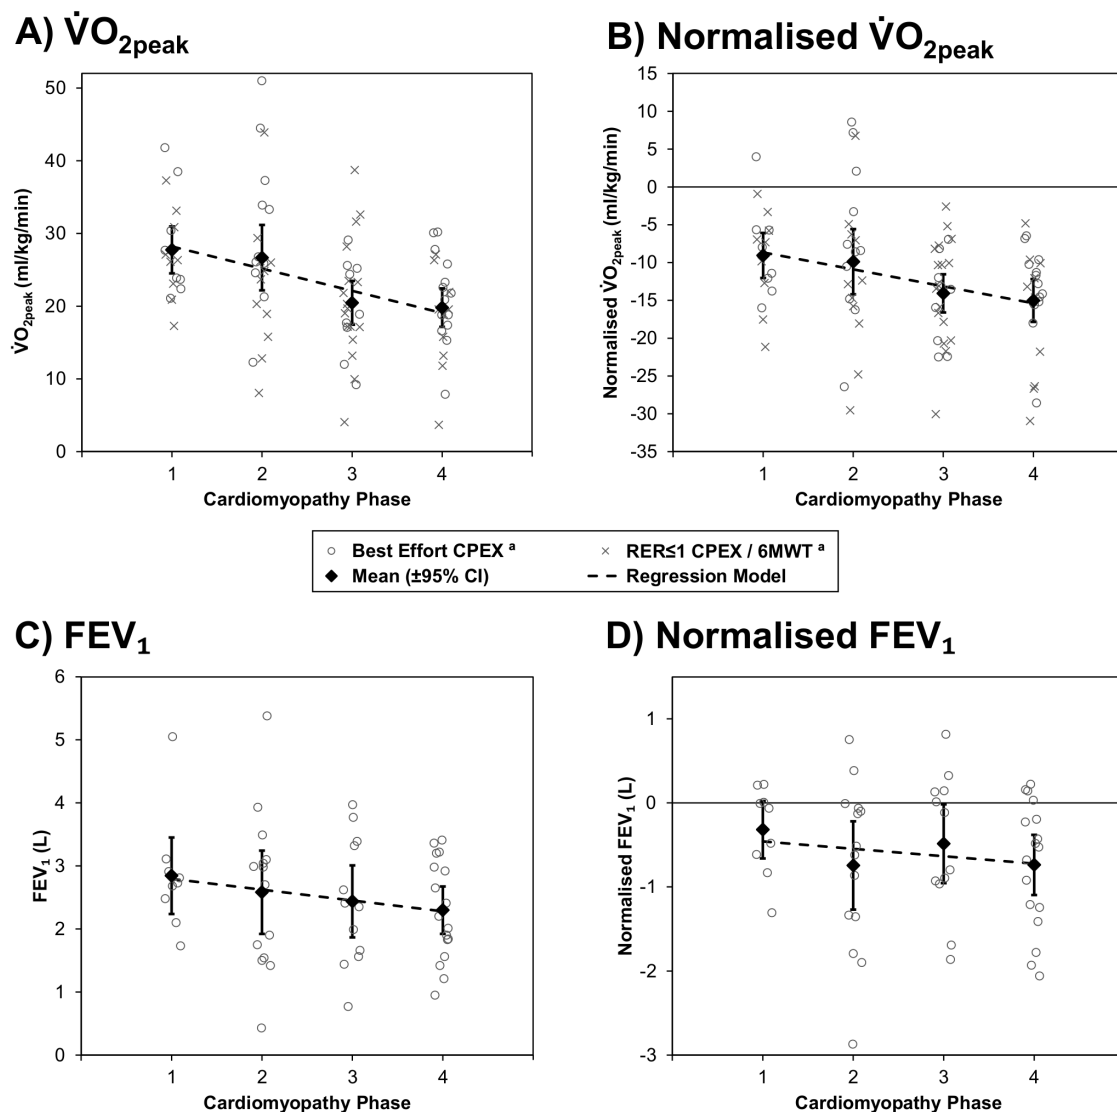 A) V̇O2peak
50
40
30
20
10
0
V̇O2peak (ml/kg/min)
1 2 3 4
Cardiomyopathy Phase
B) Normalised V̇O2peak
15
10
5
0
-5
-10
-15
-20
-25
-30
-35
Normalised V̇O2peak (ml/kg/min)
1 2 3 4
Cardiomyopathy Phase
Best Effort CPEX a
RER≤1 CPEX / 6MWT a
Mean (±95% CI)
Regression Model
C) FEV1
6
5
4
3
2
1
0
FEV1 (L)
1 2 3 4
Cardiomyopathy Phase
D) Normalised FEV1
1
0
-1
-2
-3
Normalised FEV1 (L)
1 2 3 4
Cardiomyopathy Phase